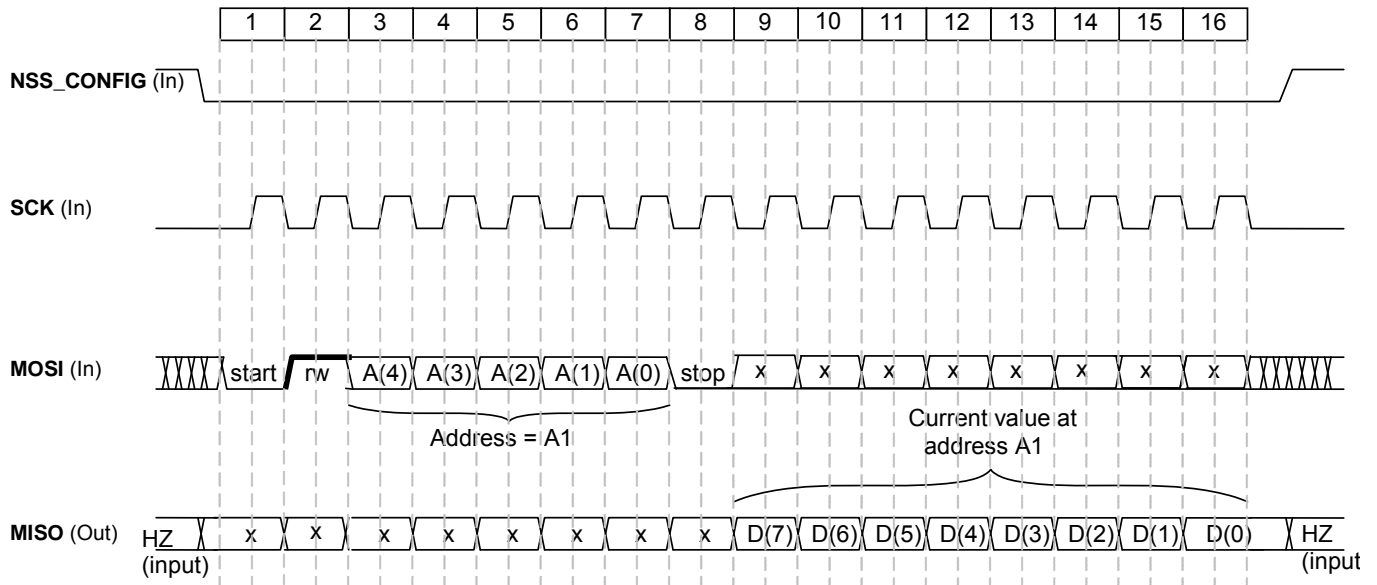 1 2 3 4 5 6 7 8 9 10 11 12 13 14 15 16
NSS_CONFIG (In)
SCK (In)
MOSI (In) start rw A(4) A(3) A(2) A(1) A(0) stop x x x x x x x x
Address = A1
Current value at
address A1
MISO (Out) HZ x x x x x x x x D(7) D(6) D(5) D(4) D(3) D(2) D(1) D(0) HZ
(input) (input